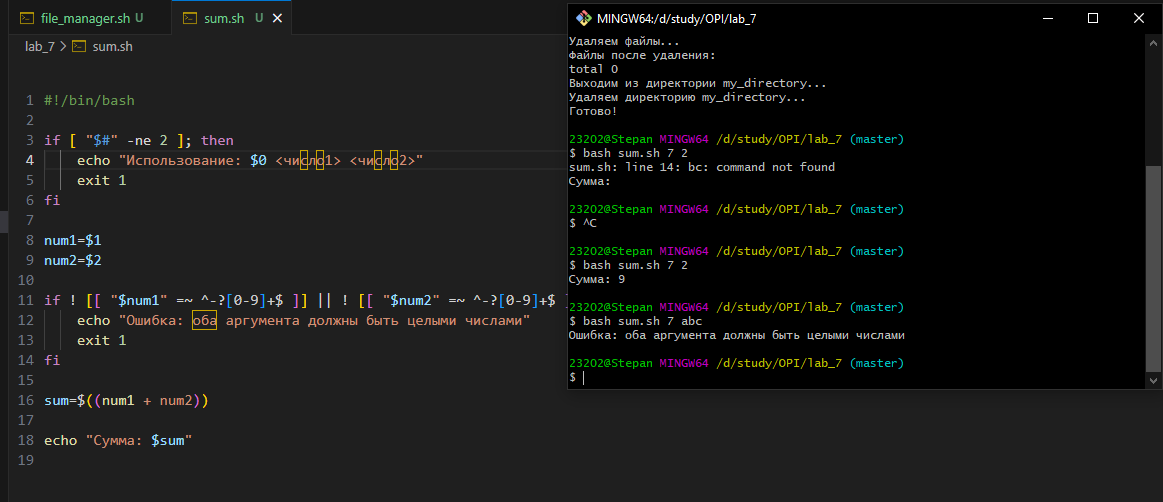 file_manager.sh U
sum.sh U
lab_7 > sum.sh
1 #!/bin/bash
2
3 if [ "$#" -ne 2 ]; then
4 echo "Использование: $0 <число1> <число2>"
5 exit 1
6 fi
7
8 num1=$1
9 num2=$2
10
11 if ! [[ "$num1" =~ ^-?[0-9]+$ ]] || ! [[ "$num2" =~ ^-?[0-9]+$
12 echo "Ошибка: оба аргумента должны быть целыми числами"
13 exit 1
14 fi
15
16 sum=$((num1 + num2))
17
18 echo "Сумма: $sum"
19
MINGW64:/d/study/OPI/lab_7
Удаляем файлы...
Файлы после удаления:
total 0
Выходим из директории my_directory...
Удаляем директорию my_directory...
Готово!
23202@Stepan MINGW64 /d/study/OPI/lab_7 (master)
$ bash sum.sh 7 2
sum.sh: line 14: bc: command not found
Сумма:
23202@Stepan MINGW64 /d/study/OPI/lab_7 (master)
$ ^C
23202@Stepan MINGW64 /d/study/OPI/lab_7 (master)
$ bash sum.sh 7 2
Сумма: 9
23202@Stepan MINGW64 /d/study/OPI/lab_7 (master)
$ bash sum.sh 7 abc
Ошибка: оба аргумента должны быть целыми числами
23202@Stepan MINGW64 /d/study/OPI/lab_7 (master)
$